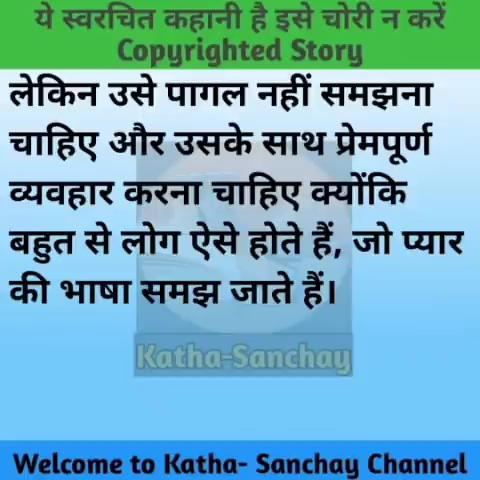 ये स्वरचित कहानी है इसे चोरी न करें
Copyrighted Story
लेकिन उसे पागल नहीं समझना
चाहिए और उसके साथ प्रेमपूर्ण
व्यवहार करना चाहिए क्योंकि
बहुत से लोग ऐसे होते हैं, जो प्यार
की भाषा समझ जाते हैं।
Katha-Sanchay
Welcome to Katha- Sanchay Channel